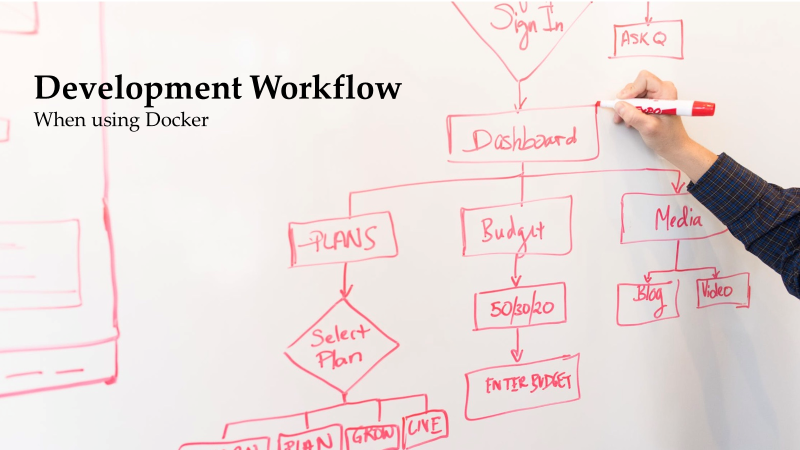 Development Workflow
When using Docker
Sign In
ASK Q
EXPO
Dashboard
PLANS
Budget
Media
Blog
Video
50/30/20
Select
Plan
ENTER BUDGET
PLAN
GROW
LIVE